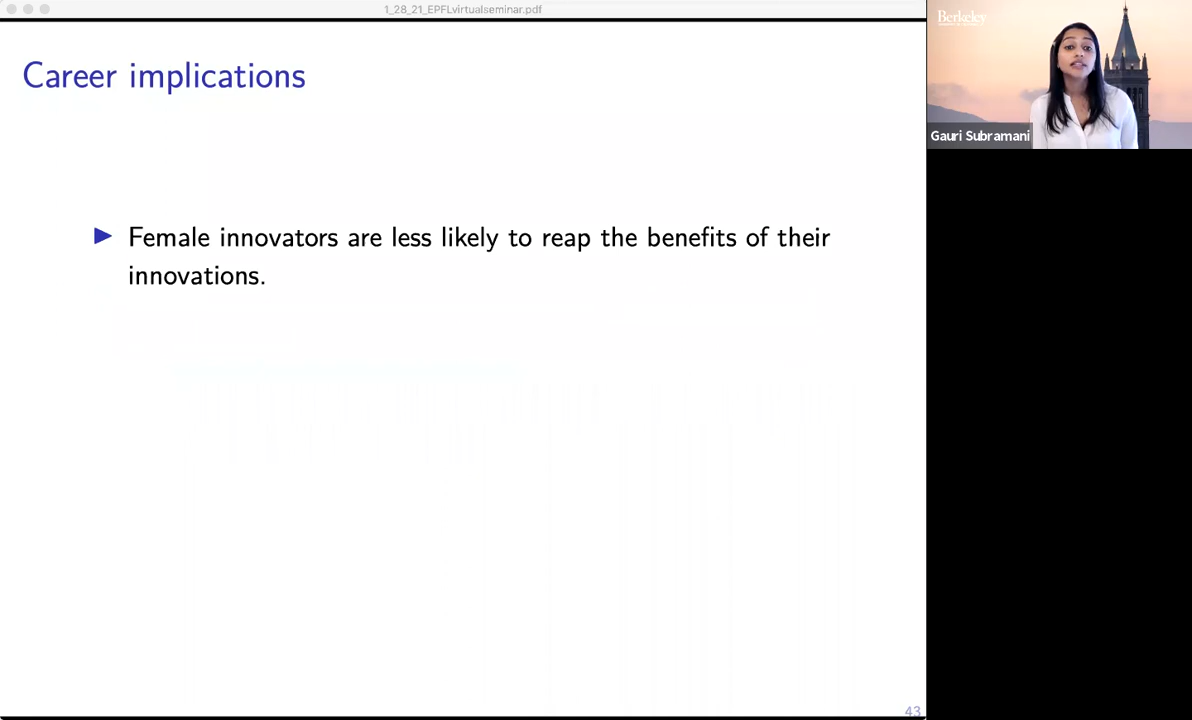 1_28_21_EPFLvirtualseminar.pdf
Career implications
Female innovators are less likely to reap the benefits of their
innovations.
43
Berkeley
Gauri Subramani